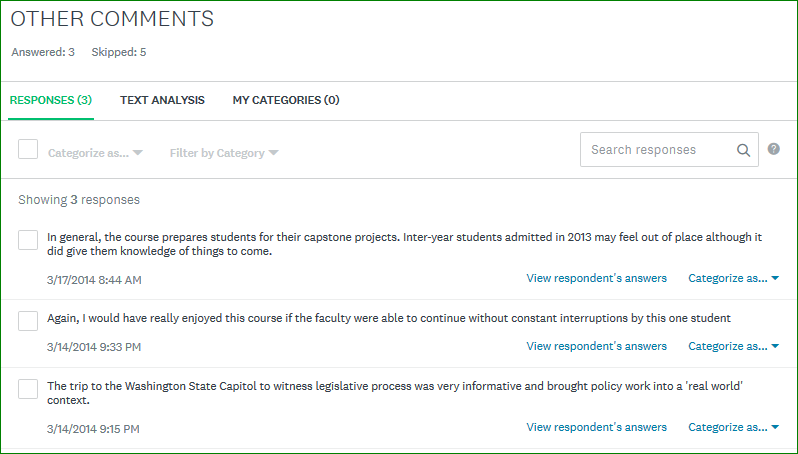 OTHER COMMENTS
Answered: 3 Skipped: 5
RESPONSES (3) TEXT ANALYSIS MY CATEGORIES (0)
Categorize as... Filter by Category Search responses ?
Showing 3 responses
In general, the course prepares students for their capstone projects. Inter-year students admitted in 2013 may feel out of place although it
did give them knowledge of things to come.
3/17/2014 8:44 AM View respondent's answers Categorize as...
Again, I would have really enjoyed this course if the faculty were able to continue without constant interruptions by this one student
3/14/2014 9:33 PM View respondent's answers Categorize as...
The trip to the Washington State Capitol to witness legislative process was very informative and brought policy work into a 'real world'
context.
3/14/2014 9:15 PM View respondent's answers Categorize as...